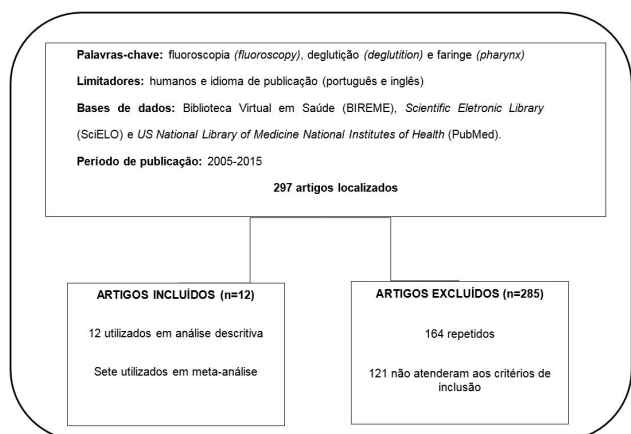 Palavras-chave: fluoroscopia (fluoroscopy), deglutição (deglutition) e faringe (pharynx)
Limitadores: humanos e idioma de publicação (português e inglês)
Bases de dados: Biblioteca Virtual em Saúde (BIREME), Scientific Eletronic Library
(SciELO) e US National Library of Medicine National Institutes of Health (PubMed).
Período de publicação: 2005-2015
297 artigos localizados
ARTIGOS INCLUÍDOS (n=12)
12 utilizados em análise descritiva
Sete utilizados em meta-análise
ARTIGOS EXCLUÍDOS (n=285)
164 repetidos
121 não atenderam aos critérios de
inclusão